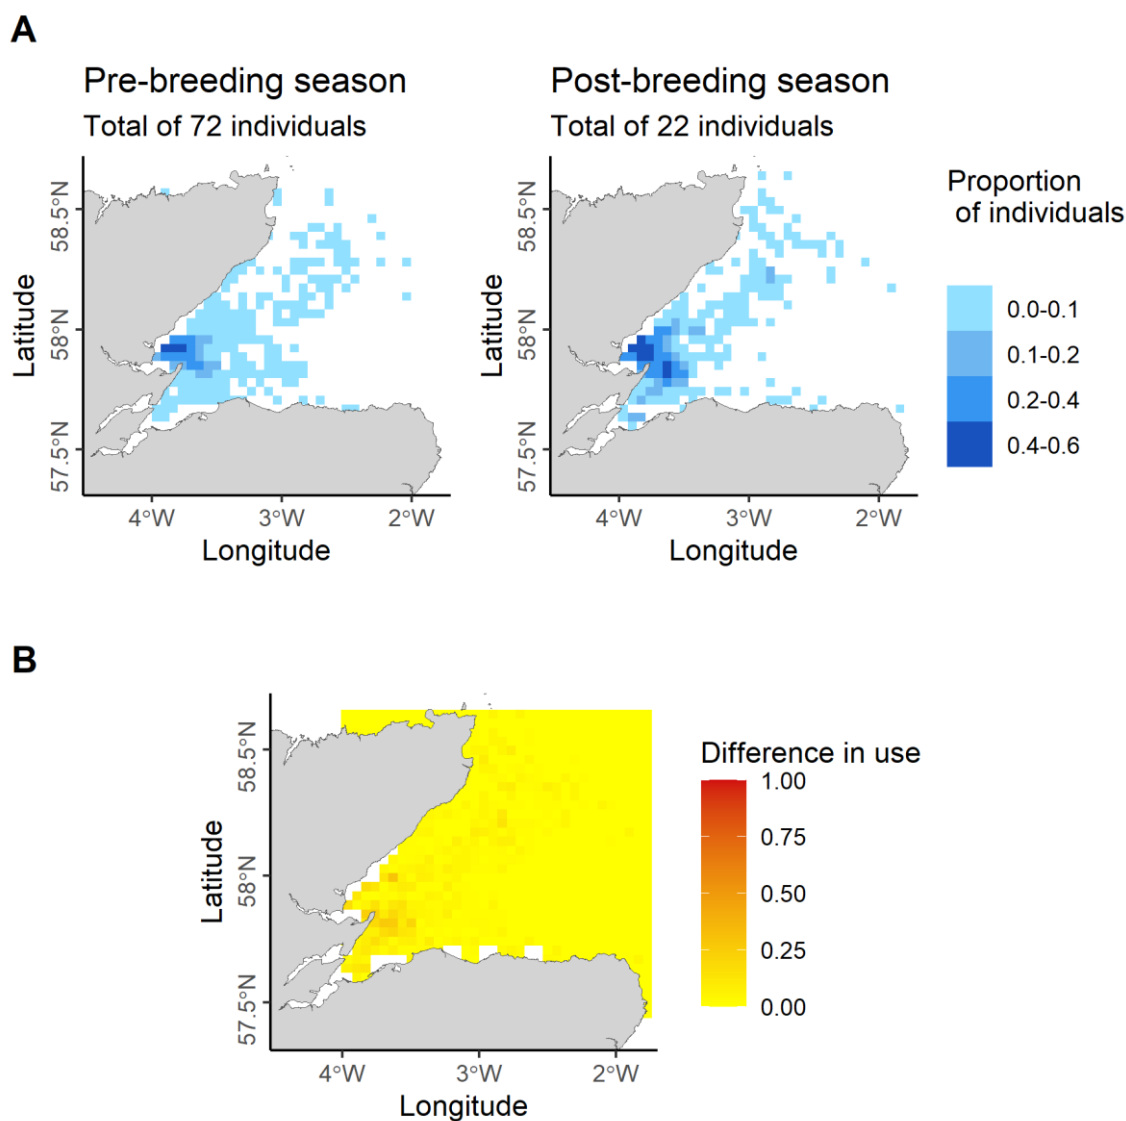 A
Pre-breeding season
Total of 72 individuals
Post-breeding season
Total of 22 individuals
58.5°N
58°N
57.5°N
Latitude
4°W
3°W
2°W
Longitude
58.5°N
58°N
57.5°N
Latitude
4°W
3°W
2°W
Longitude
Proportion
of individuals
0.0-0.1
0.1-0.2
0.2-0.4
0.4-0.6
B
58.5°N
58°N
57.5°N
Latitude
4°W
3°W
2°W
Longitude
Difference in use
1.00
0.75
0.50
0.25
0.00